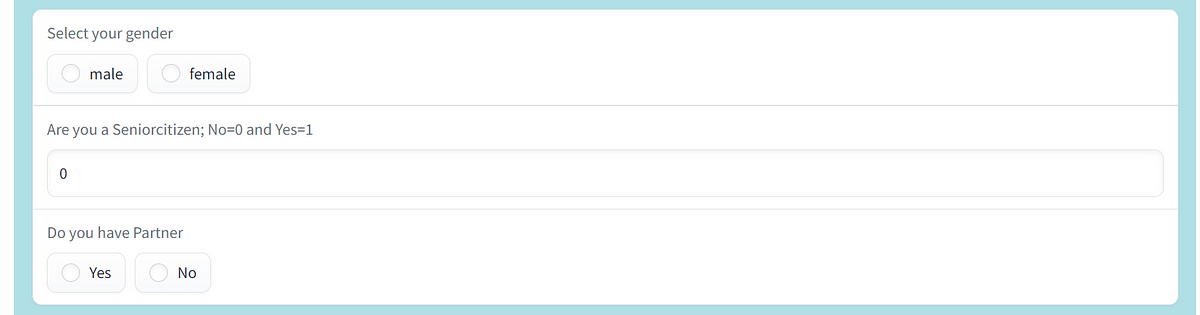 Select your gender
male female
Are you a Seniorcitizen; No=0 and Yes=1
0
Do you have Partner
Yes No